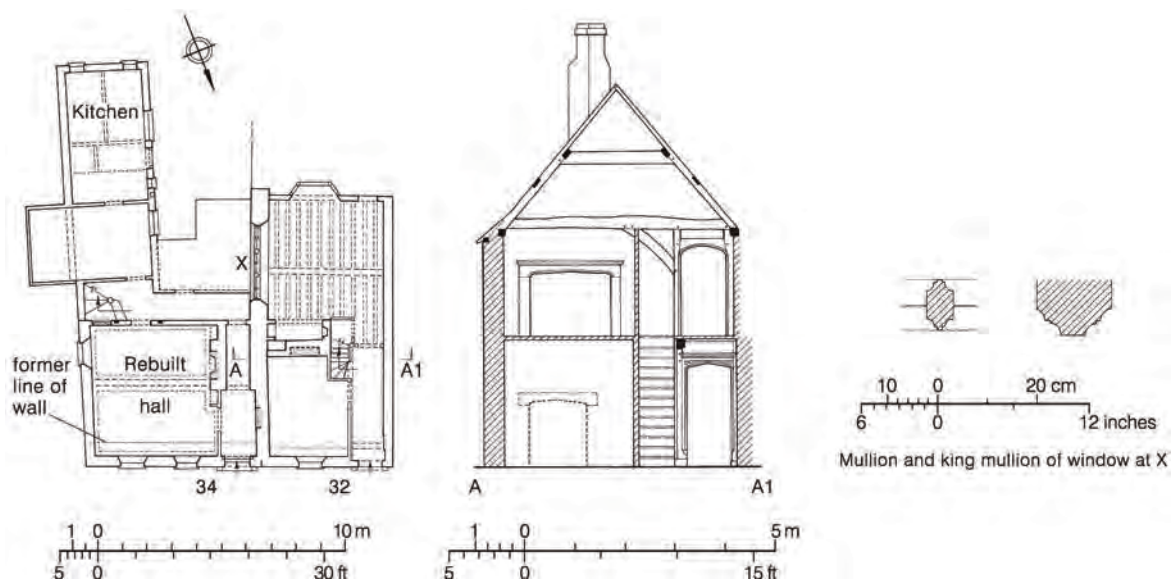 Kitchen
X
A
A1
former
line of
wall
Rebuilt
hall
34
32
1 0 10 m
5 0 30 ft
A A1
1 0 5 m
5 0 15 ft
10 0 20 cm
6 0 12 inches
Mullion and king mullion of window at X